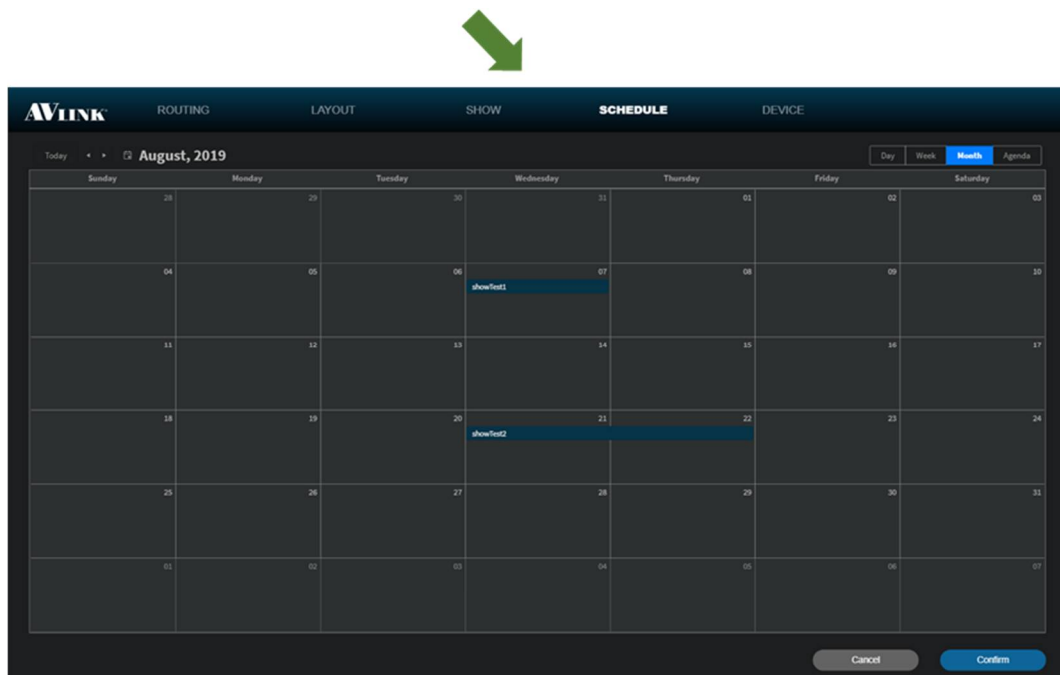 AVLINK ROUTING LAYOUT SHOW SCHEDULE DEVICE
Today August, 2019 Day Week Month Agenda
Sunday Monday Tuesday Wednesday Thursday Friday Saturday
28 29 30 31 01 02 03
04 05 06 07 08 09 10
showTest1
11 12 13 14 15 16 17
18 19 20 21 22 23 24
showTest2
25 26 27 28 29 30 31
01 02 03 04 05 06 07
Cancel Confirm